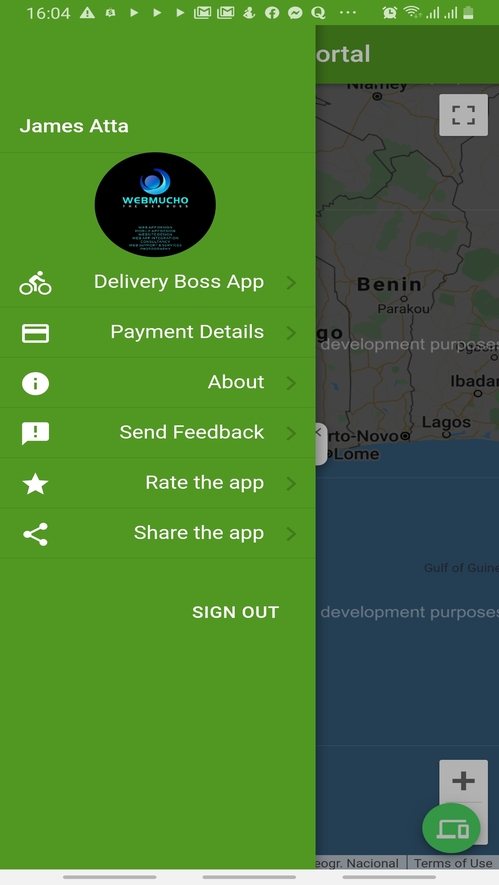 16:04
ortal
James Atta
WEBMUCHO
Delivery Boss App
Payment Details
About
Send Feedback
Rate the app
Share the app
SIGN OUT
Niamey
Benin
Parakou
go
development purposes
Ibadan
Lagos
rto-Novo
Lome
Gulf of Guine
development purposes
eogr. Nacional
Terms of Use